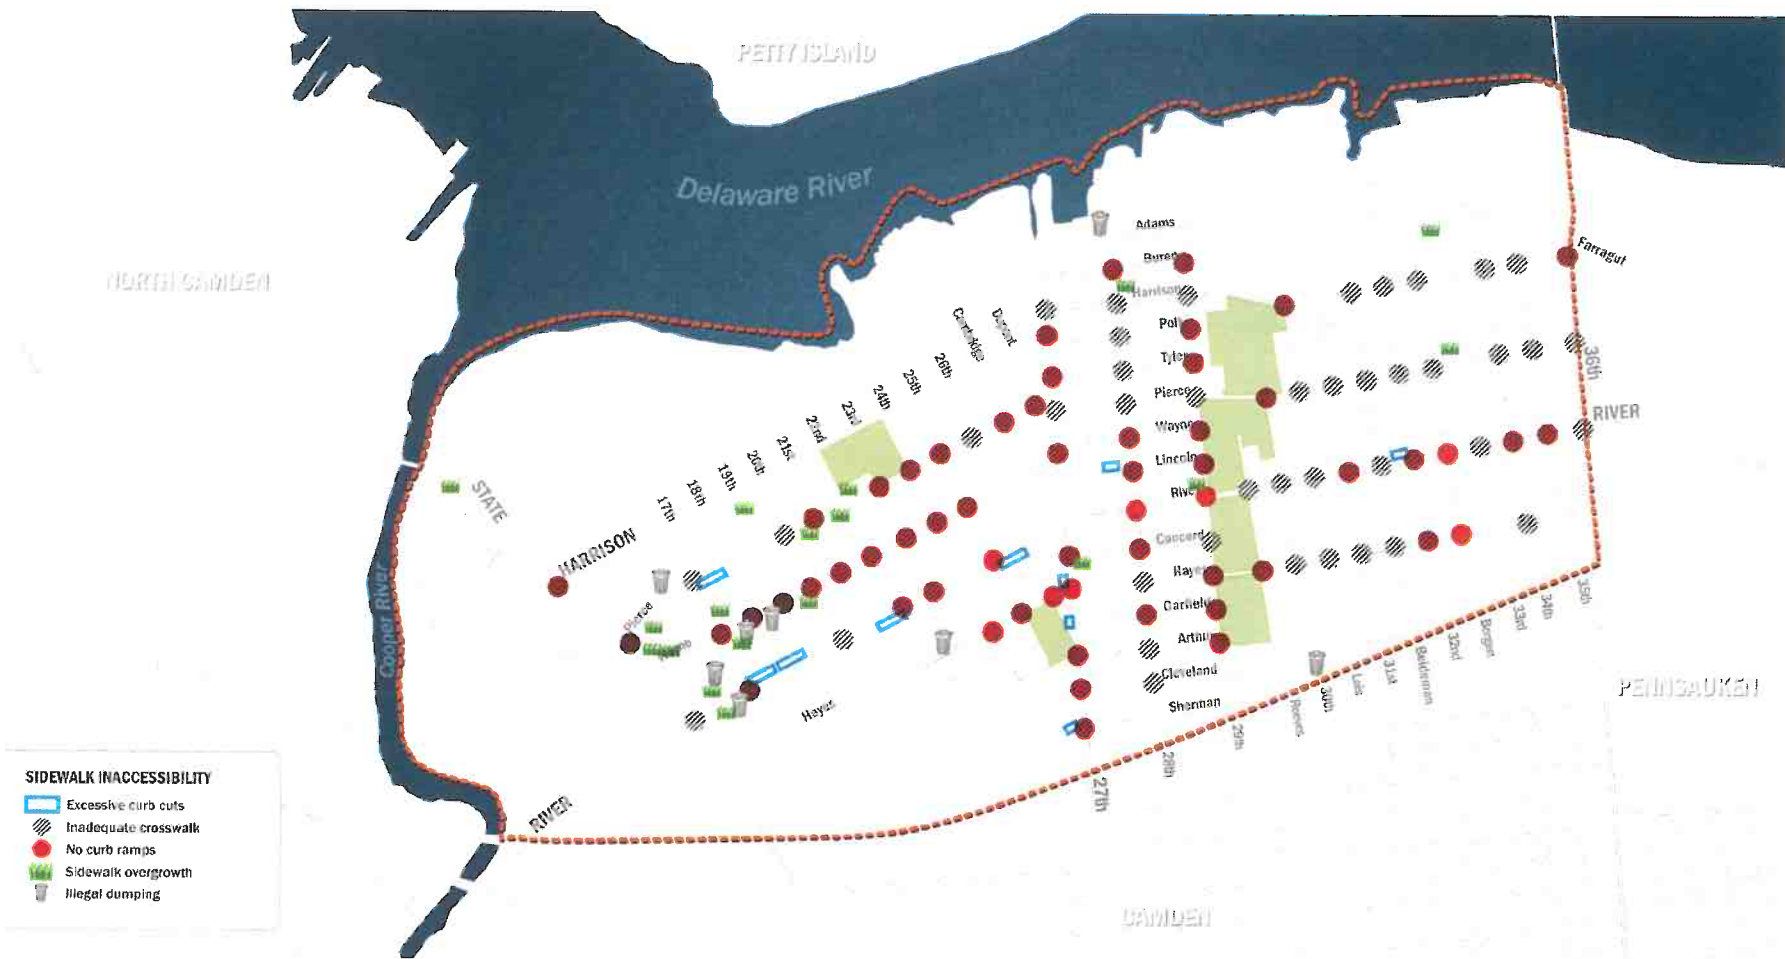 PETTY ISLAND
Delaware River
NORTH CAMDEN
Adams
Buren
Farragut
Harrison
Dupont
Cambridge
Polk
Tyler
26th
25th
24th
23rd
22nd
21st
20th
19th
18th
17th
Pierce
36th
RIVER
Wayne
Lincoln
River
STATE
HARRISON
Concord
Hayes
Garfield
Arthur
Cleveland
Sherman
Pierce
Cooper River
Hayes
35th
34th
33rd
Bergen
32nd
Beideman
31st
Lois
30th
Reeves
29th
28th
27th
PENNSAUKEN
RIVER
CAMDEN
SIDEWALK INACCESSIBILITY
Excessive curb cuts
Inadequate crosswalk
No curb ramps
Sidewalk overgrowth
Illegal dumping